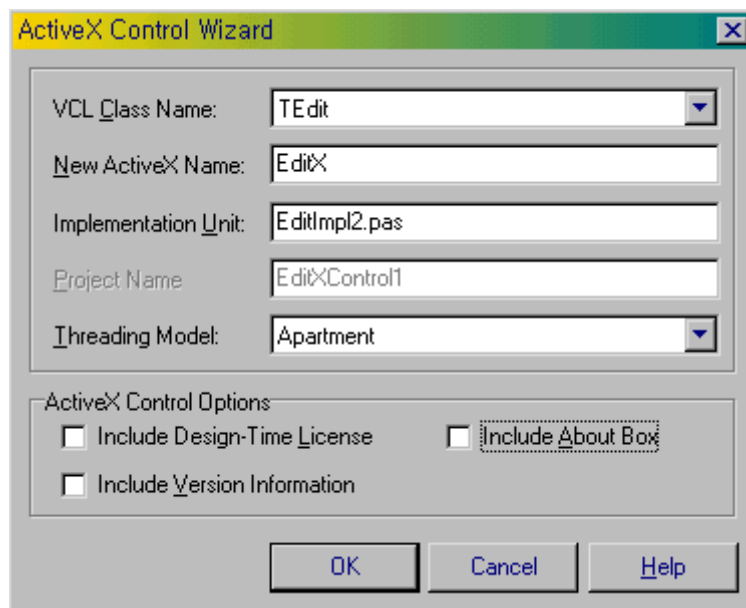 ActiveX Control Wizard
VCL Class Name: TEdit
New ActiveX Name: EditX
Implementation Unit: EditImpl2.pas
Project Name EditXControl1
Threading Model: Apartment
ActiveX Control Options
Include Design-Time License Include About Box
Include Version Information
OK Cancel Help